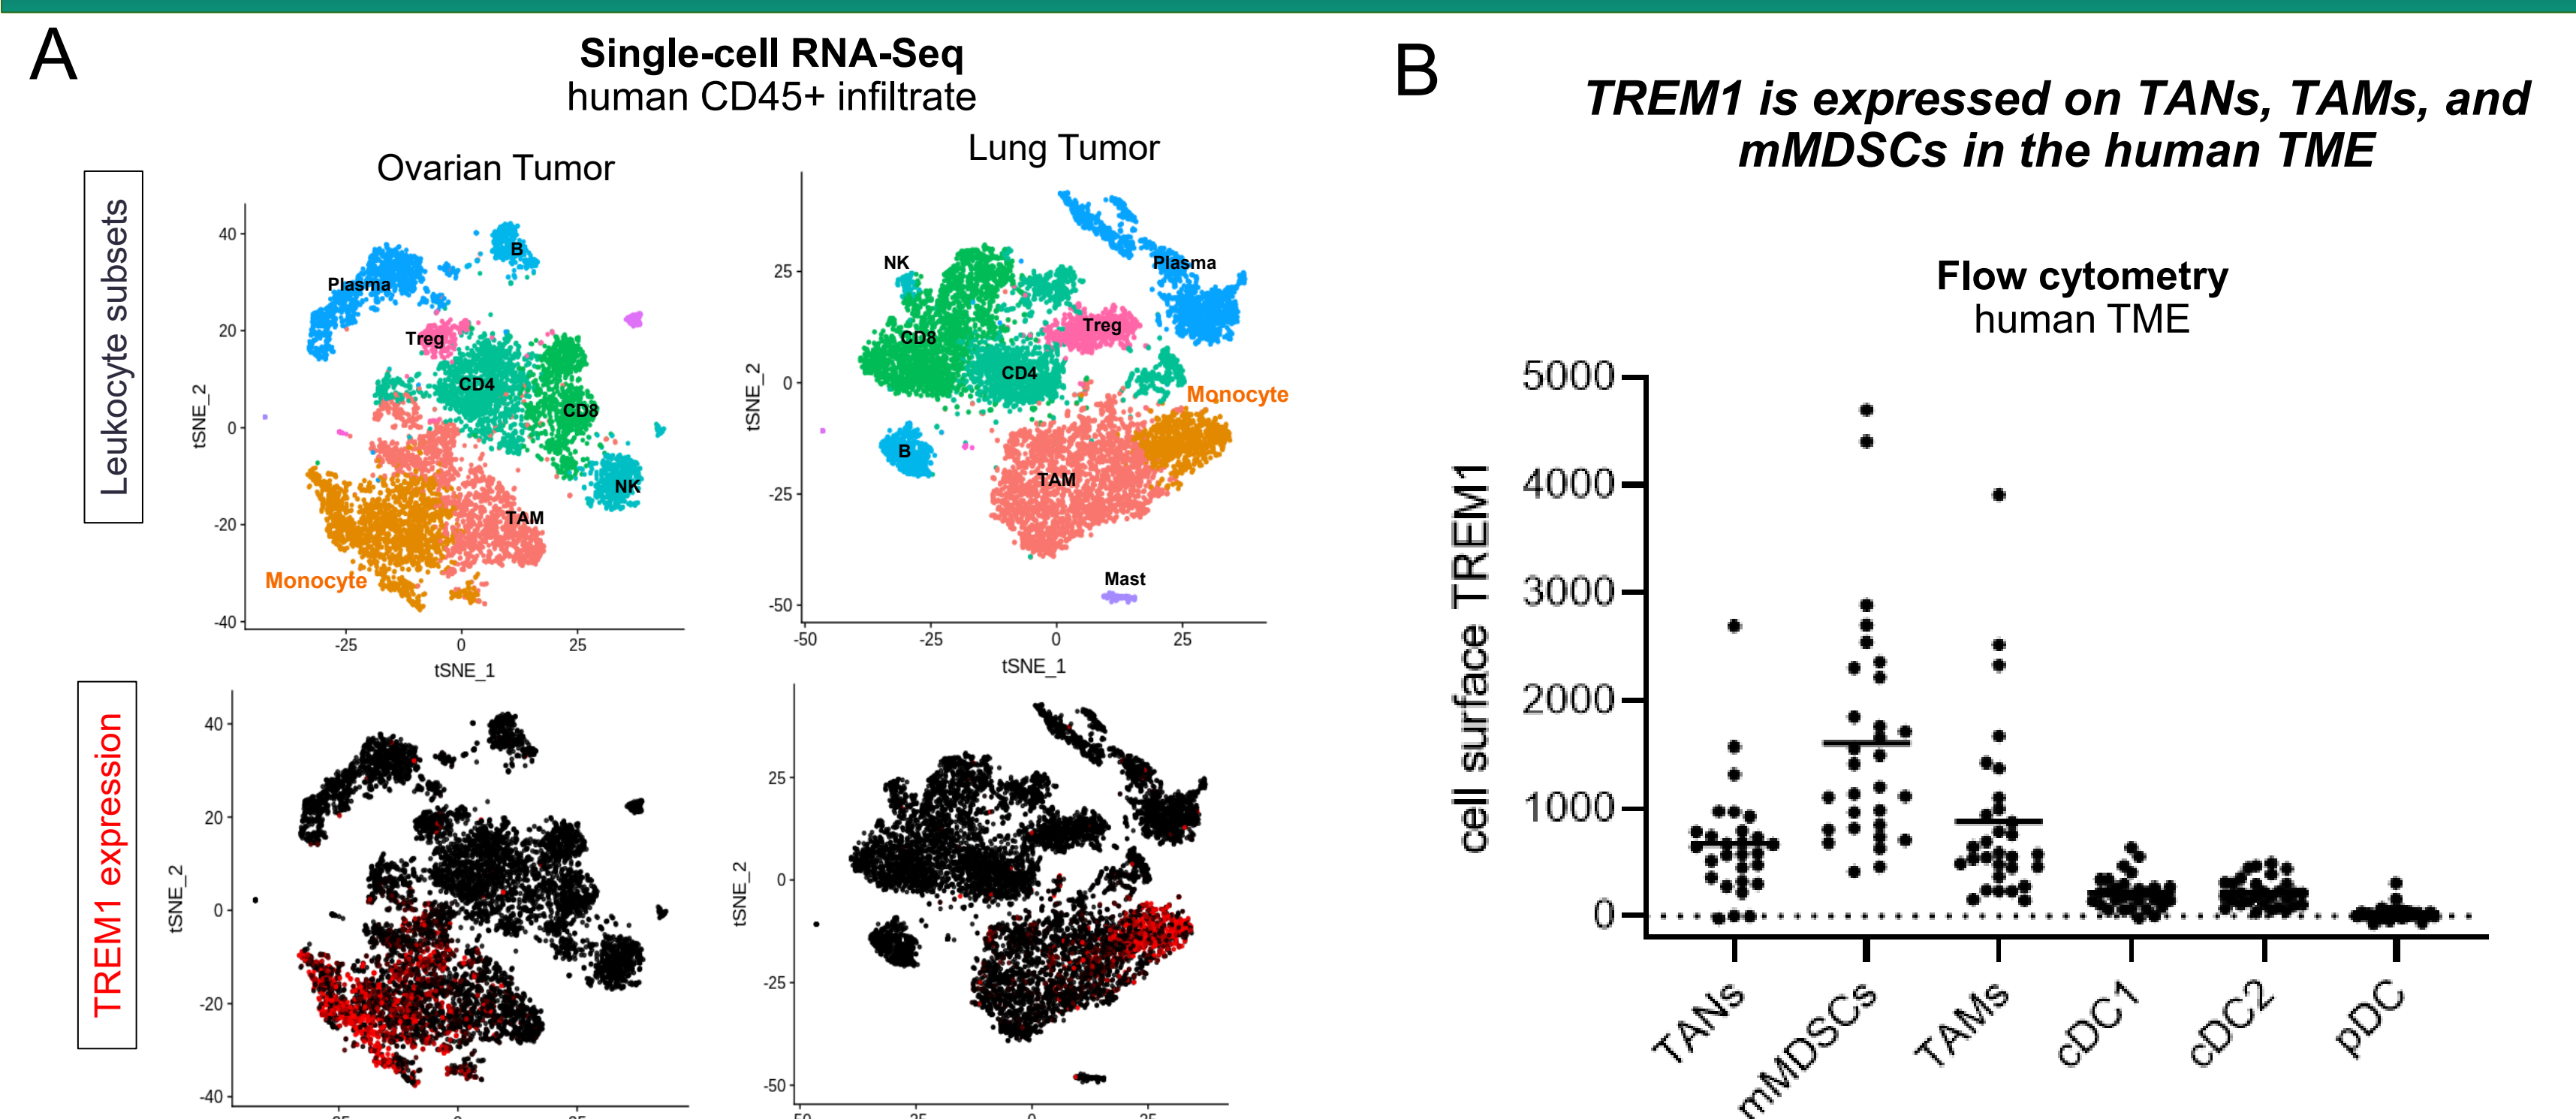 A
Single-cell RNA-Seq
human CD45+ infiltrate
Ovarian Tumor
Lung Tumor
Leukocyte subsets
tSNE_2
40
20
0
-20
-40
-25
0
25
tSNE_1
B
Plasma
Treg
CD4
CD8
NK
TAM
Monocyte
tSNE_2
25
0
-25
-50
-50
-25
0
25
tSNE_1
NK
Plasma
CD8
Treg
CD4
Monocyte
B
TAM
Mast
TREM1 expression
tSNE_2
40
20
0
-20
-40
tSNE_2
25
0
-25
-50
B
TREM1 is expressed on TANs, TAMs, and
mMDSCs in the human TME
Flow cytometry
human TME
cell surface TREM1
5000
4000
3000
2000
1000
0
TANs
mMDSCs
TAMs
cDC1
cDC2
pDC